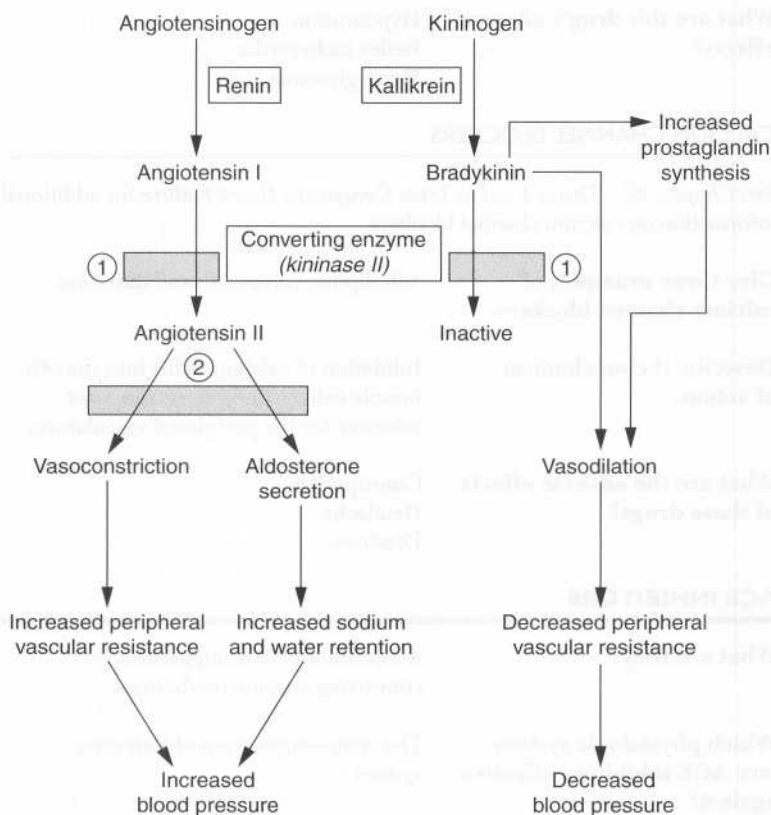 Angiotensinogen
Kininogen
Renin
Kallikrein
Increased
prostaglandin
synthesis
Angiotensin I
Bradykinin
Converting enzyme
(kininase II)
1
1
Angiotensin II
Inactive
2
Vasoconstriction
Aldosterone
secretion
Vasodilation
Increased peripheral
vascular resistance
Increased sodium
and water retention
Decreased peripheral
vascular resistance
Increased
blood pressure
Decreased
blood pressure